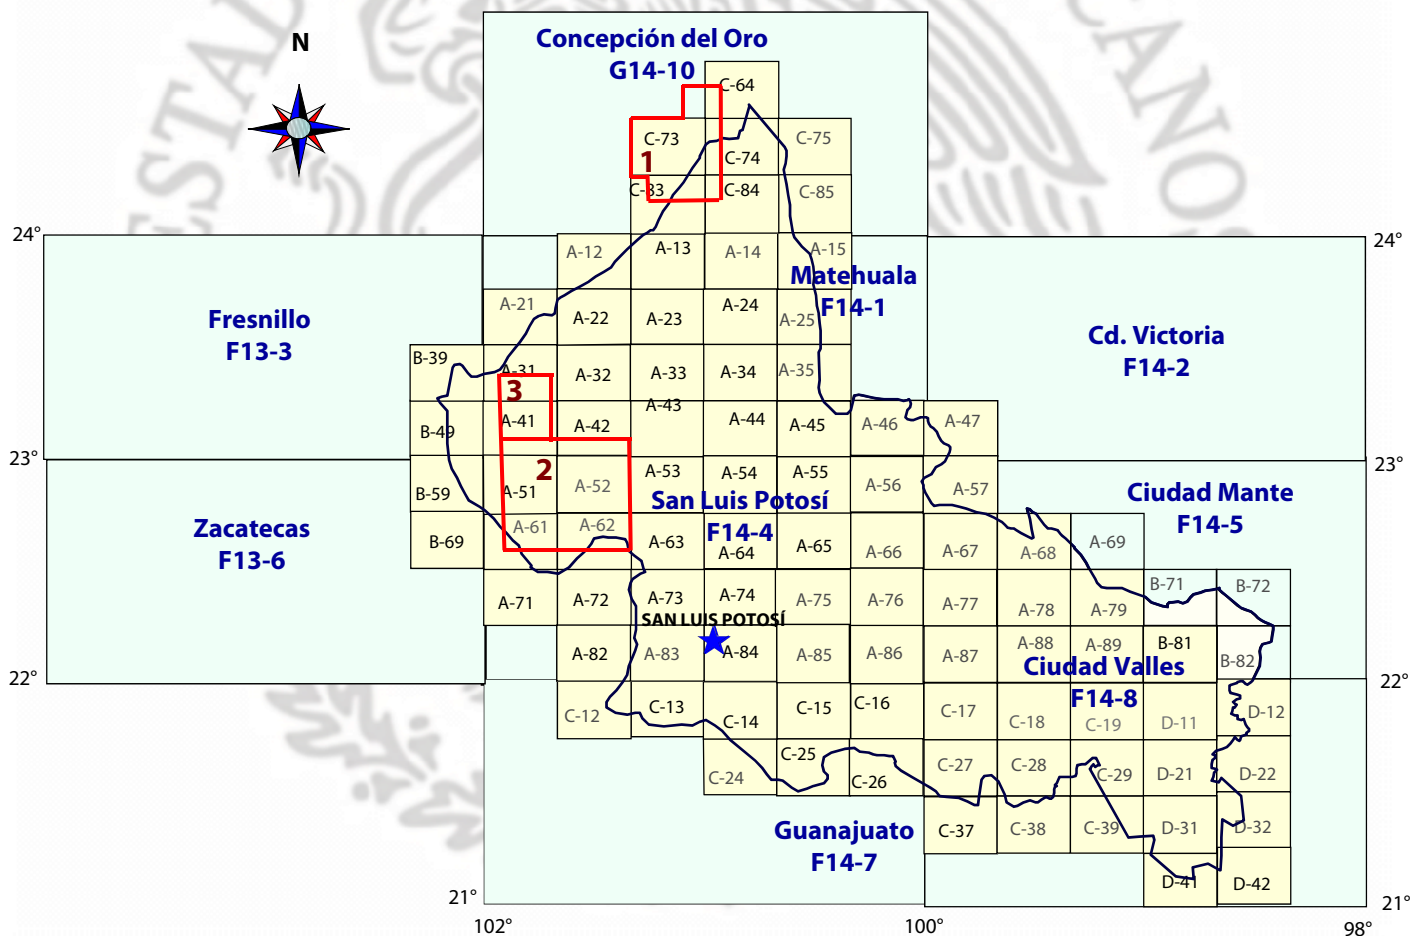 ESTAD
CANOS
N
Concepción del Oro
G14-10
C-64
C-73
C-75
1
C-74
C-83
C-84
C-85
24°
24°
A-12
A-13
A-14
A-15
Matehuala
F14-1
A-21
A-22
A-23
A-24
A-25
Fresnillo
F13-3
Cd. Victoria
F14-2
B-39
A-31
A-32
A-33
A-34
A-35
3
B-49
A-41
A-42
A-43
A-44
A-45
A-46
A-47
23°
23°
2
B-59
A-51
A-52
A-53
A-54
A-55
A-56
A-57
San Luis Potosí
F14-4
Ciudad Mante
F14-5
Zacatecas
F13-6
B-69
A-61
A-62
A-63
A-64
A-65
A-66
A-67
A-68
A-69
A-71
A-72
A-73
A-74
A-75
A-76
A-77
A-78
A-79
B-71
B-72
SAN LUIS POTOSÍ
A-82
A-83
A-84
A-85
A-86
A-87
A-88
A-89
B-81
B-82
Ciudad Valles
F14-8
22°
22°
C-12
C-13
C-14
C-15
C-16
C-17
C-18
C-19
D-11
D-12
C-24
C-25
C-26
C-27
C-28
C-29
D-21
D-22
Guanajuato
F14-7
C-37
C-38
C-39
D-31
D-32
D-41
D-42
21°
21°
102°
100°
98°